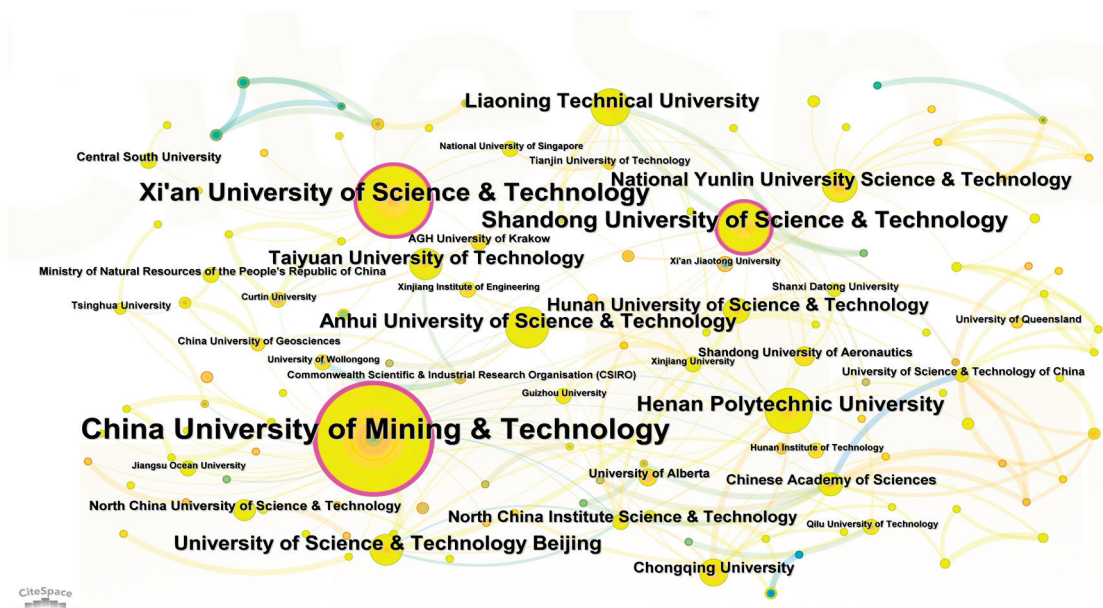 Liaoning Technical University
National University of Singapore
Central South University
Tianjin University of Technology
National Yunlin University Science & Technology
Xi'an University of Science & Technology
Shandong University of Science & Technology
AGH University of Krakow
Taiyuan University of Technology
Xi'an Jiaotong University
Ministry of Natural Resources of the People's Republic of China
Xinjiang Institute of Engineering
Shanxi Datong University
Curtin University
Tsinghua University
Hunan University of Science & Technology
Anhui University of Science & Technology
University of Queensland
China University of Geosciences
Shandong University of Aeronautics
University of Wollongong
Xinjiang University
University of Science & Technology of China
Commonwealth Scientific & Industrial Research Organisation (CSIRO)
Guizhou University
Henan Polytechnic University
China University of Mining & Technology
Hunan Institute of Technology
Jiangsu Ocean University
University of Alberta
Chinese Academy of Sciences
North China University of Science & Technology
North China Institute Science & Technology
Qilu University of Technology
University of Science & Technology Beijing
Chongqing University
CiteSpace